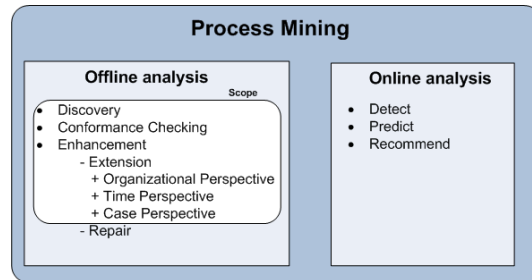 Process Mining
Offline analysis
Scope
• Discovery
• Conformance Checking
• Enhancement
- Extension
+ Organizational Perspective
+ Time Perspective
+ Case Perspective
- Repair
Online analysis
• Detect
• Predict
• Recommend